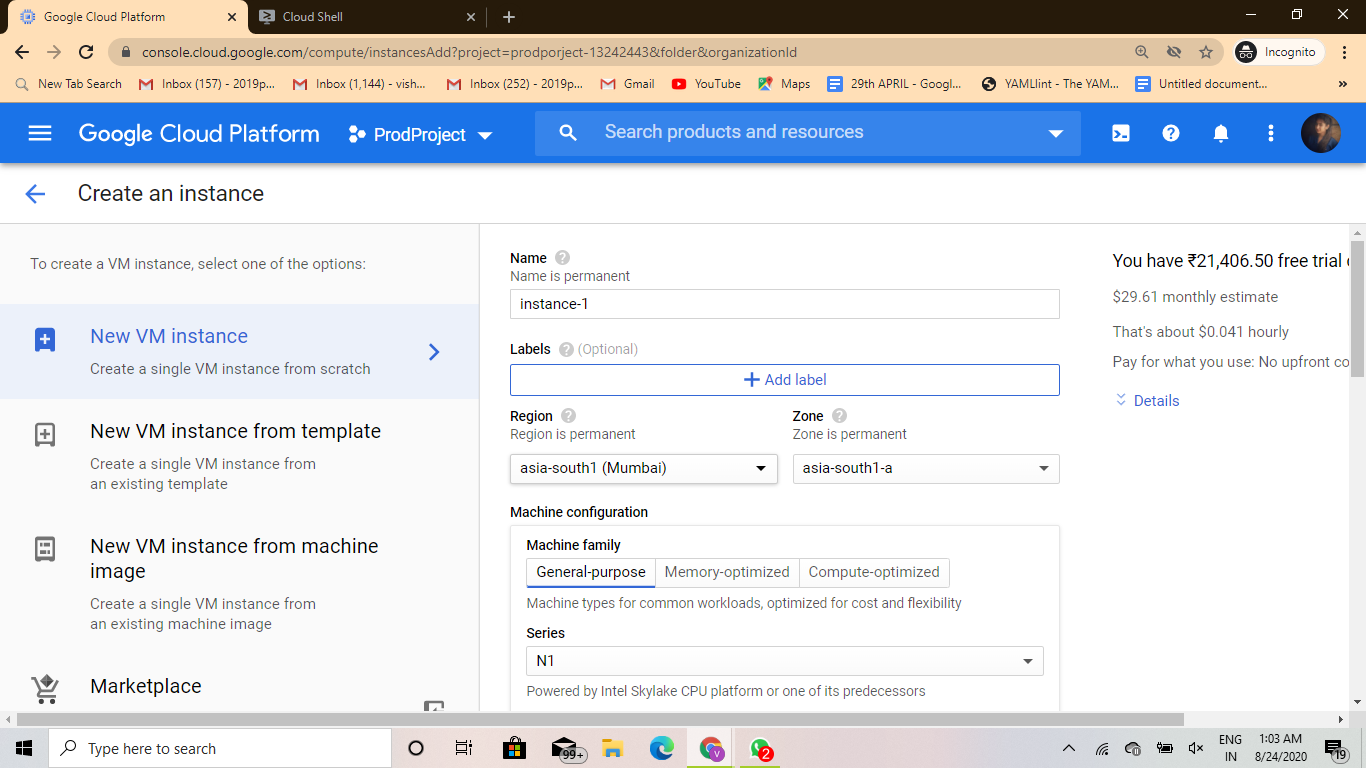 Google Cloud Platform
Cloud Shell
console.cloud.google.com/compute/instancesAdd?project=prodporject-13242443&folder&organizationId
Incognito
New Tab Search
Inbox (157) - 2019p...
Inbox (1,144) - vish...
Inbox (252) - 2019p...
Gmail
YouTube
Maps
29th APRIL - Googl...
YAMLlint - The YAM...
Untitled document...
Google Cloud Platform
ProdProject
Search products and resources
Create an instance
To create a VM instance, select one of the options:
New VM instance
Create a single VM instance from scratch
New VM instance from template
Create a single VM instance from
an existing template
New VM instance from machine
image
Create a single VM instance from
an existing machine image
Marketplace
Name
Name is permanent
instance-1
Labels (Optional)
Add label
Region
Region is permanent
asia-south1 (Mumbai)
Zone
Zone is permanent
asia-south1-a
Machine configuration
Machine family
General-purpose
Memory-optimized
Compute-optimized
Machine types for common workloads, optimized for cost and flexibility
Series
N1
Powered by Intel Skylake CPU platform or one of its predecessors
You have ₹21,406.50 free trial
$29.61 monthly estimate
That's about $0.041 hourly
Pay for what you use: No upfront co
Details
Type here to search
99+
V
2
ENG
IN
1:03 AM
8/24/2020
19